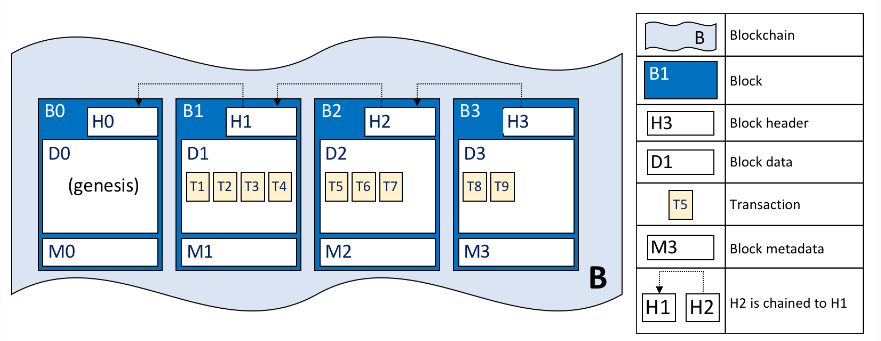 B0
H0
D0
(genesis)
M0
B1
H1
D1
T1 T2 T3 T4
M1
B2
H2
D2
T5 T6 T7
M2
B3
H3
D3
T8 T9
M3
B
B Blockchain
B1 Block
H3 Block header
D1 Block data
T5 Transaction
M3 Block metadata
H1 H2 H2 is chained to H1